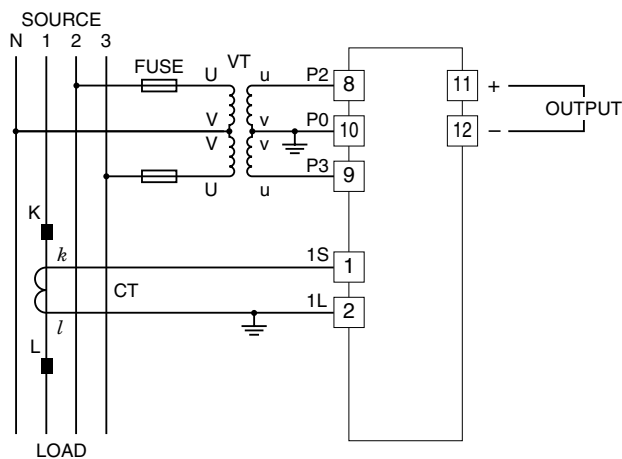 SOURCE
N 1 2 3
FUSE U VT u P2 8 11 +
OUTPUT
V v P0 10 12 −
V v
U u P3 9
K
k 1S 1
CT
l 1L 2
L
LOAD